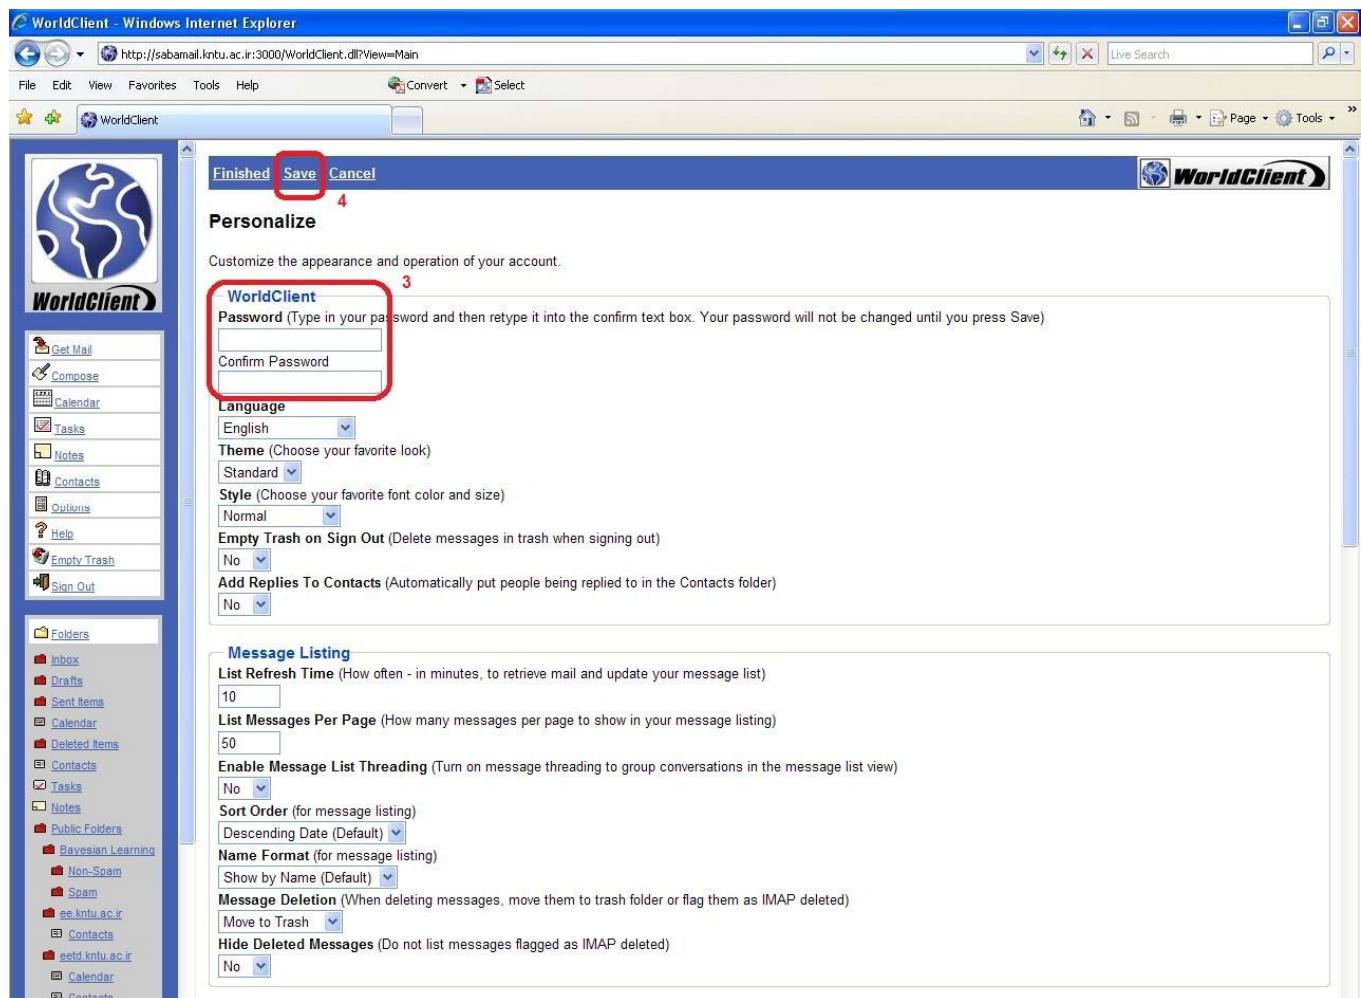 WorldClient - Windows Internet Explorer
http://sabamail.kntu.ac.ir:3000/WorldClient.dll?View=Main
Live Search
File Edit View Favorites Tools Help
Convert Select
WorldClient
Page Tools
WorldClient
Get Mail
Compose
Calendar
Tasks
Notes
Contacts
Options
Help
Empty Trash
Sign Out
Folders
Inbox
Drafts
Sent Items
Calendar
Deleted Items
Contacts
Tasks
Notes
Public Folders
Bayesian Learning
Non-Spam
Spam
ee.kntu.ac.ir
Contacts
eetd.kntu.ac.ir
Calendar
Contacts
Finished Save Cancel
WorldClient
4
Personalize
Customize the appearance and operation of your account.
3
WorldClient
Password (Type in your password and then retype it into the confirm text box. Your password will not be changed until you press Save)
Confirm Password
Language
English
Theme (Choose your favorite look)
Standard
Style (Choose your favorite font color and size)
Normal
Empty Trash on Sign Out (Delete messages in trash when signing out)
No
Add Replies To Contacts (Automatically put people being replied to in the Contacts folder)
No
Message Listing
List Refresh Time (How often - in minutes, to retrieve mail and update your message list)
10
List Messages Per Page (How many messages per page to show in your message listing)
50
Enable Message List Threading (Turn on message threading to group conversations in the message list view)
No
Sort Order (for message listing)
Descending Date (Default)
Name Format (for message listing)
Show by Name (Default)
Message Deletion (When deleting messages, move them to trash folder or flag them as IMAP deleted)
Move to Trash
Hide Deleted Messages (Do not list messages flagged as IMAP deleted)
No